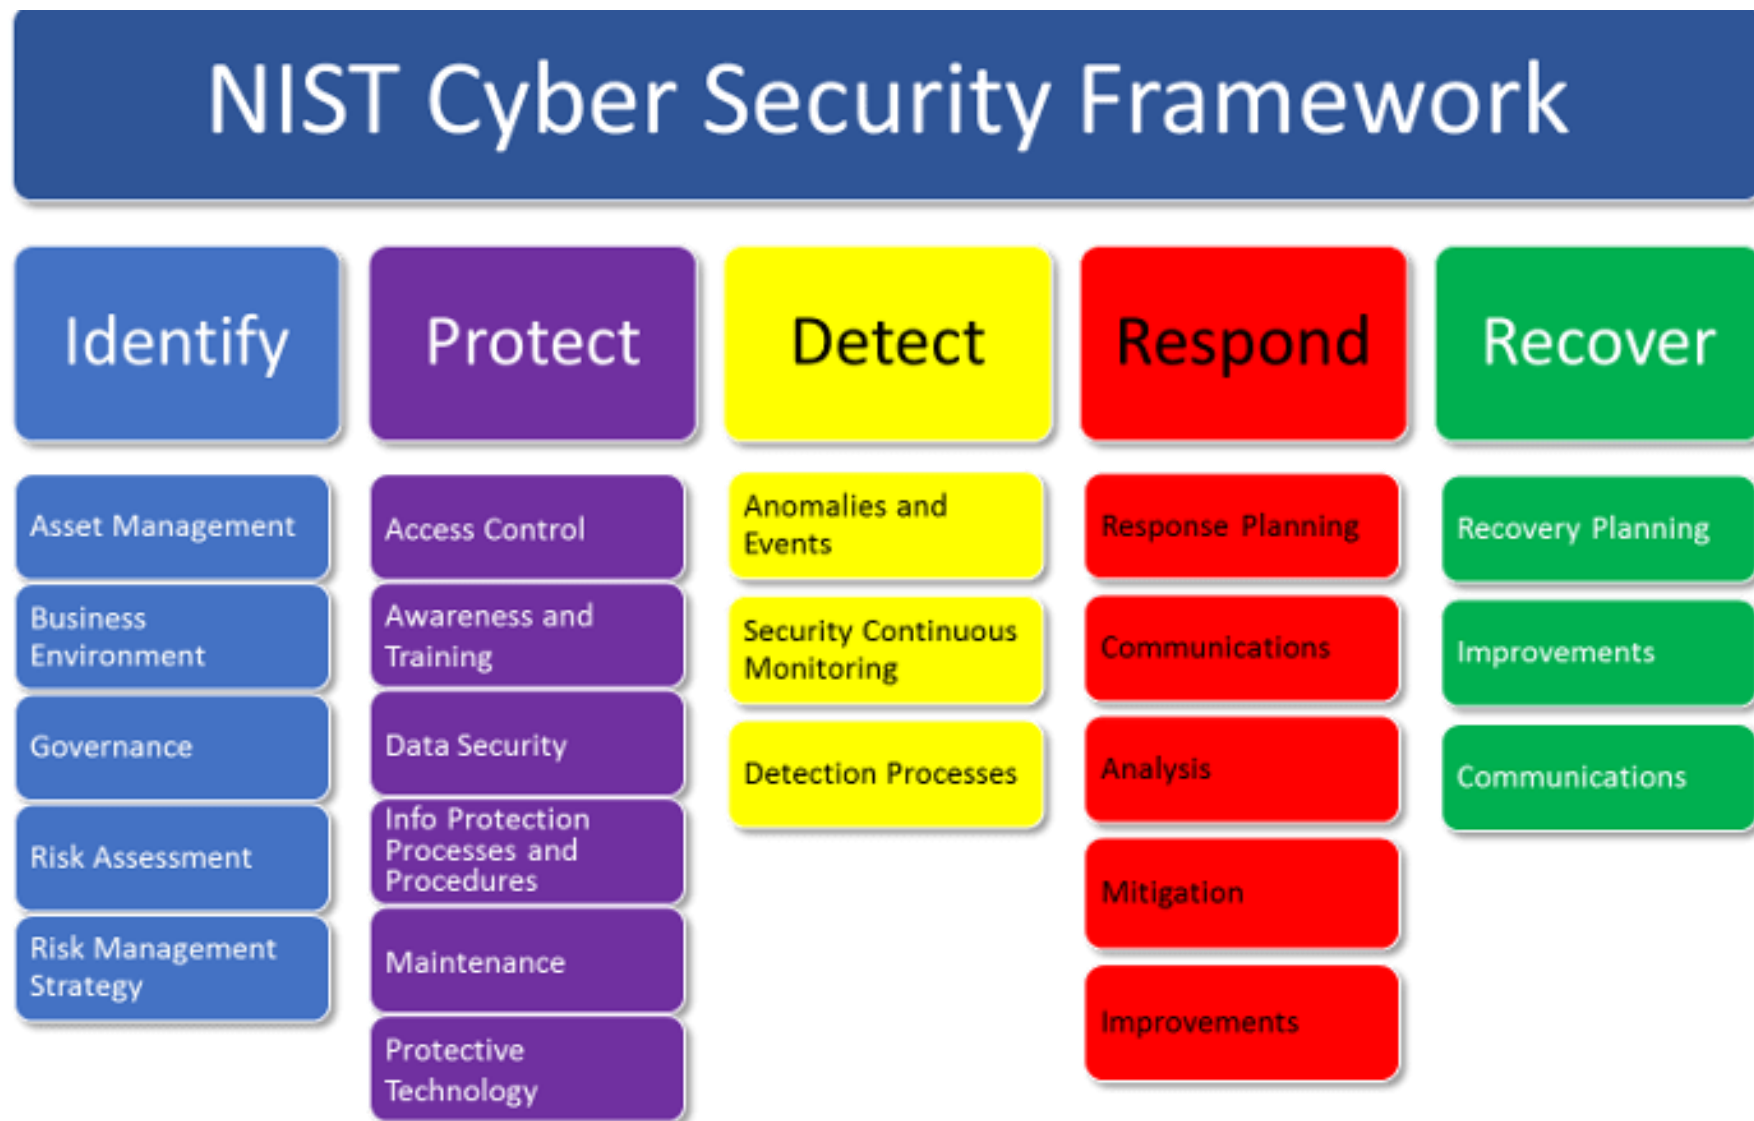 NIST Cyber Security Framework
Identify
Asset Management
Business
Environment
Governance
Risk Assessment
Risk Management
Strategy
Protect
Access Control
Awareness and
Training
Data Security
Info Protection
Processes and
Procedures
Maintenance
Protective
Technology
Detect
Anomalies and
Events
Security Continuous
Monitoring
Detection Processes
Respond
Response Planning
Communications
Analysis
Mitigation
Improvements
Recover
Recovery Planning
Improvements
Communications